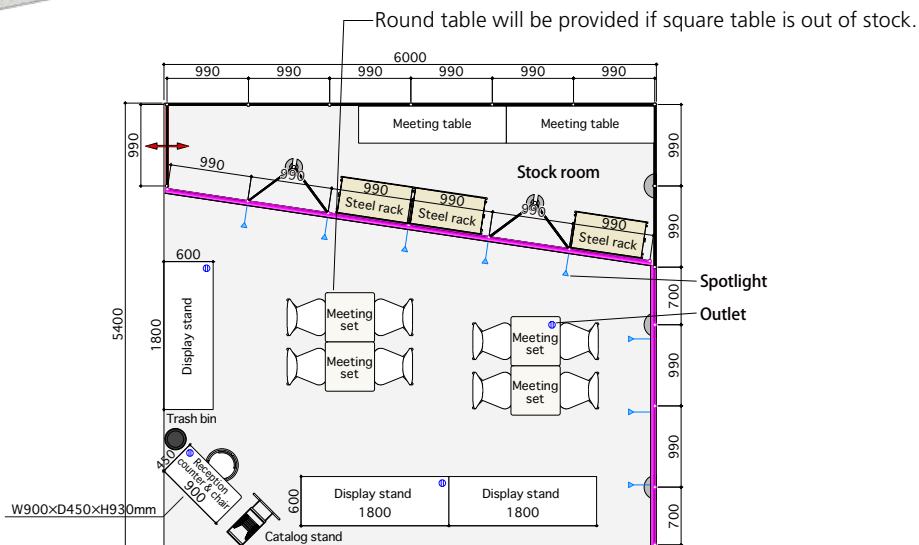 Round table will be provided if square table is out of stock.
6000
990 990 990 990 990 990
Meeting table Meeting table
990
990
Stock room
990
990
990
Steel rack
990
Steel rack
990
990
Steel rack
990
600
Spotlight
700
Outlet
5400
1800
Display stand
Meeting
set
Meeting
set
Meeting
set
Meeting
set
990
Trash bin
990
450
Reception
counter & chair
900
W900×D450×H930mm
600
Display stand
1800
Display stand
1800
700
Catalog stand